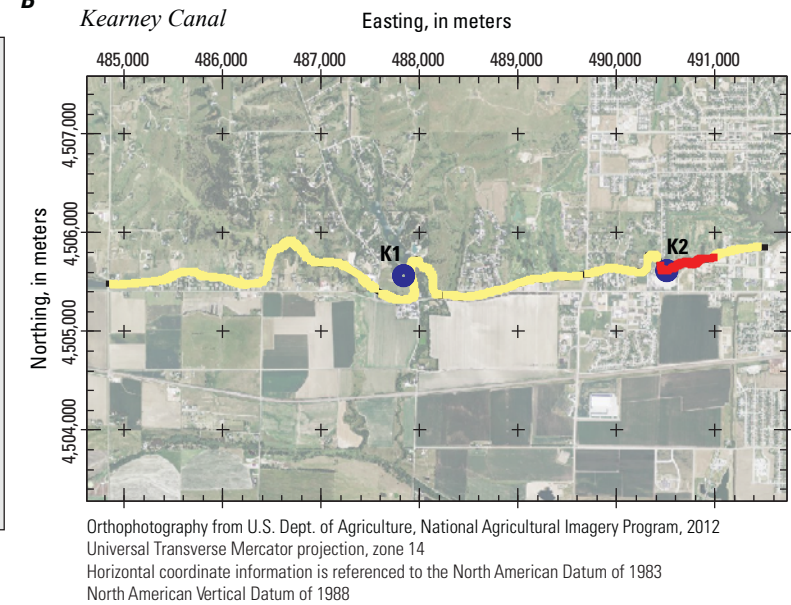 B
Kearney Canal
Easting, in meters
485,000 486,000 487,000 488,000 489,000 490,000 491,000
Northing, in meters
4,507,000
4,506,000
4,505,000
4,504,000
K1
K2
Orthophotography from U.S. Dept. of Agriculture, National Agricultural Imagery Program, 2012
Universal Transverse Mercator projection, zone 14
Horizontal coordinate information is referenced to the North American Datum of 1983
North American Vertical Datum of 1988